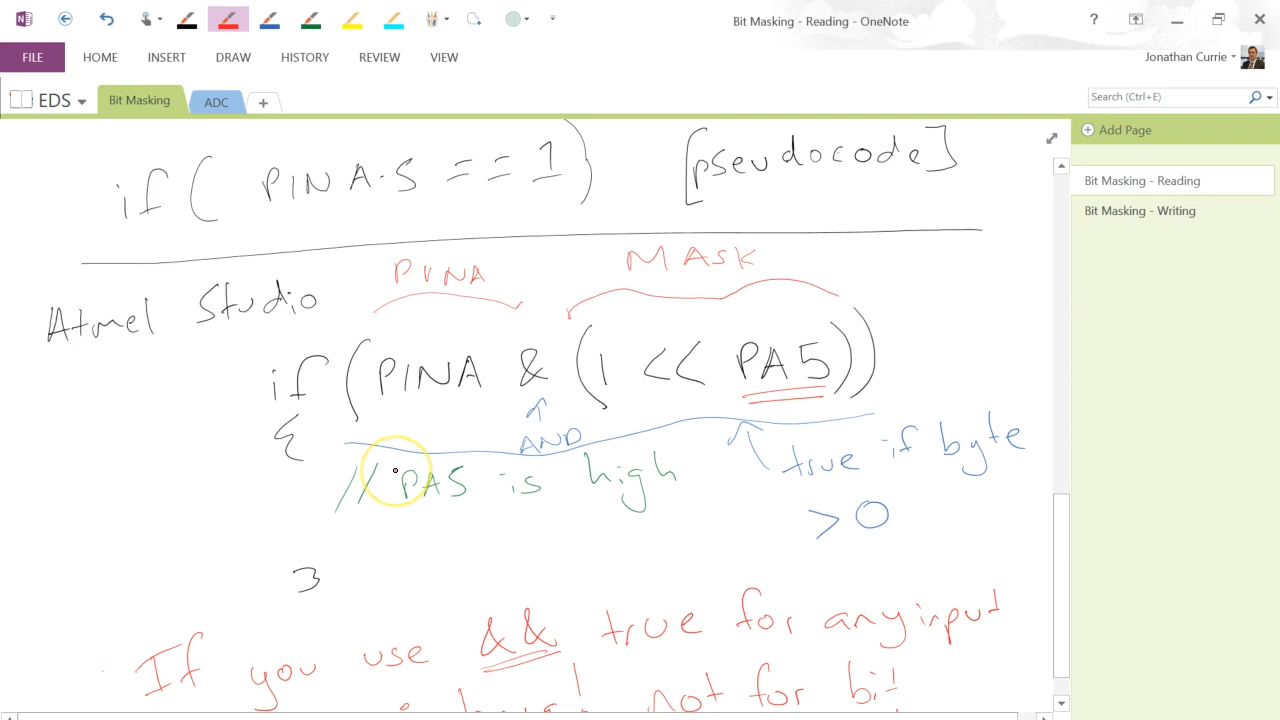 Bit Masking - Reading - OneNote
?
FILE HOME INSERT DRAW HISTORY REVIEW VIEW
Jonathan Currie
EDS Bit Masking ADC +
Search (Ctrl+E)
Add Page
Bit Masking - Reading
Bit Masking - Writing
if( PINA.5 == 1) [pseudocode]
PINA MASK
Atmel Studio
if (PINA & (1 << PA5))
{
AND
true if byte
> 0
// PA5 is high
}
If you use && true for any input
not for bit